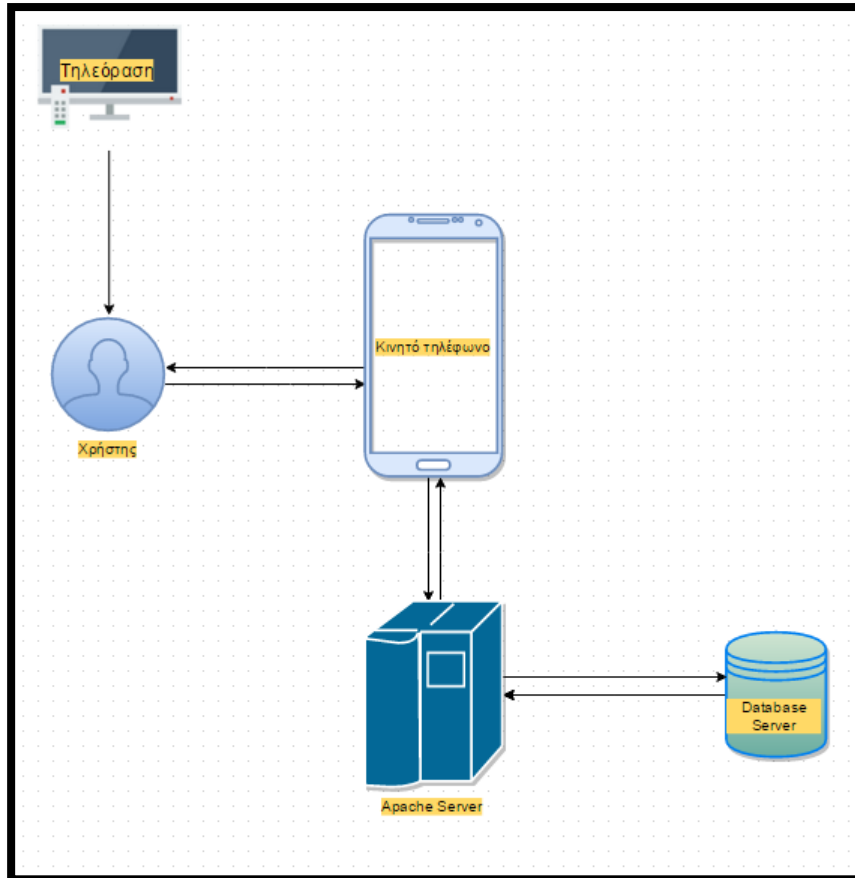 Τηλεόραση
Κινητό τηλέφωνο
Χρήστης
Database
Server
Apache Server